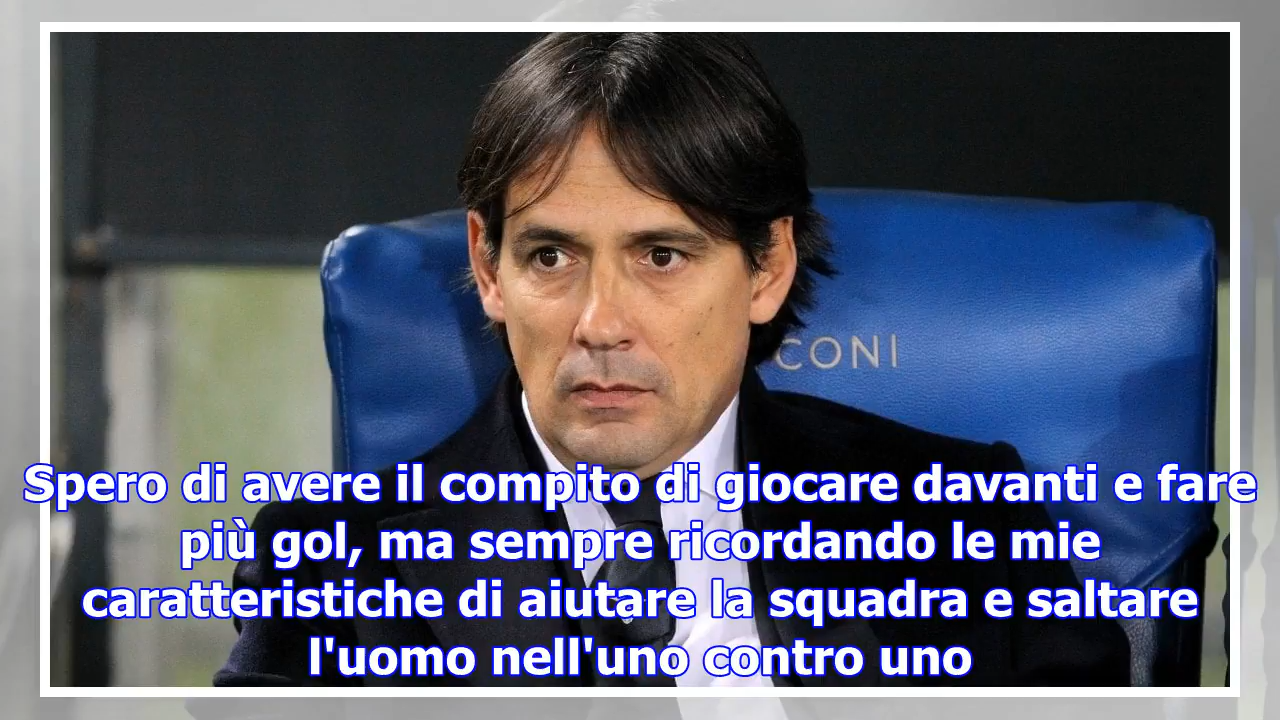 CONI
Spero di avere il compito di giocare davanti e fare
più gol, ma sempre ricordando le mie
caratteristiche di aiutare la squadra e saltare
l'uomo nell'uno contro uno